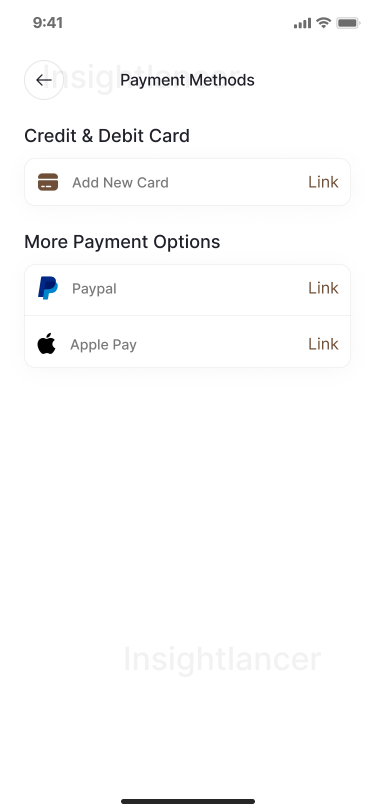 9:41
Insightlancer
Payment Methods
Credit & Debit Card
Add New Card Link
More Payment Options
Paypal Link
Apple Pay Link
Insightlancer